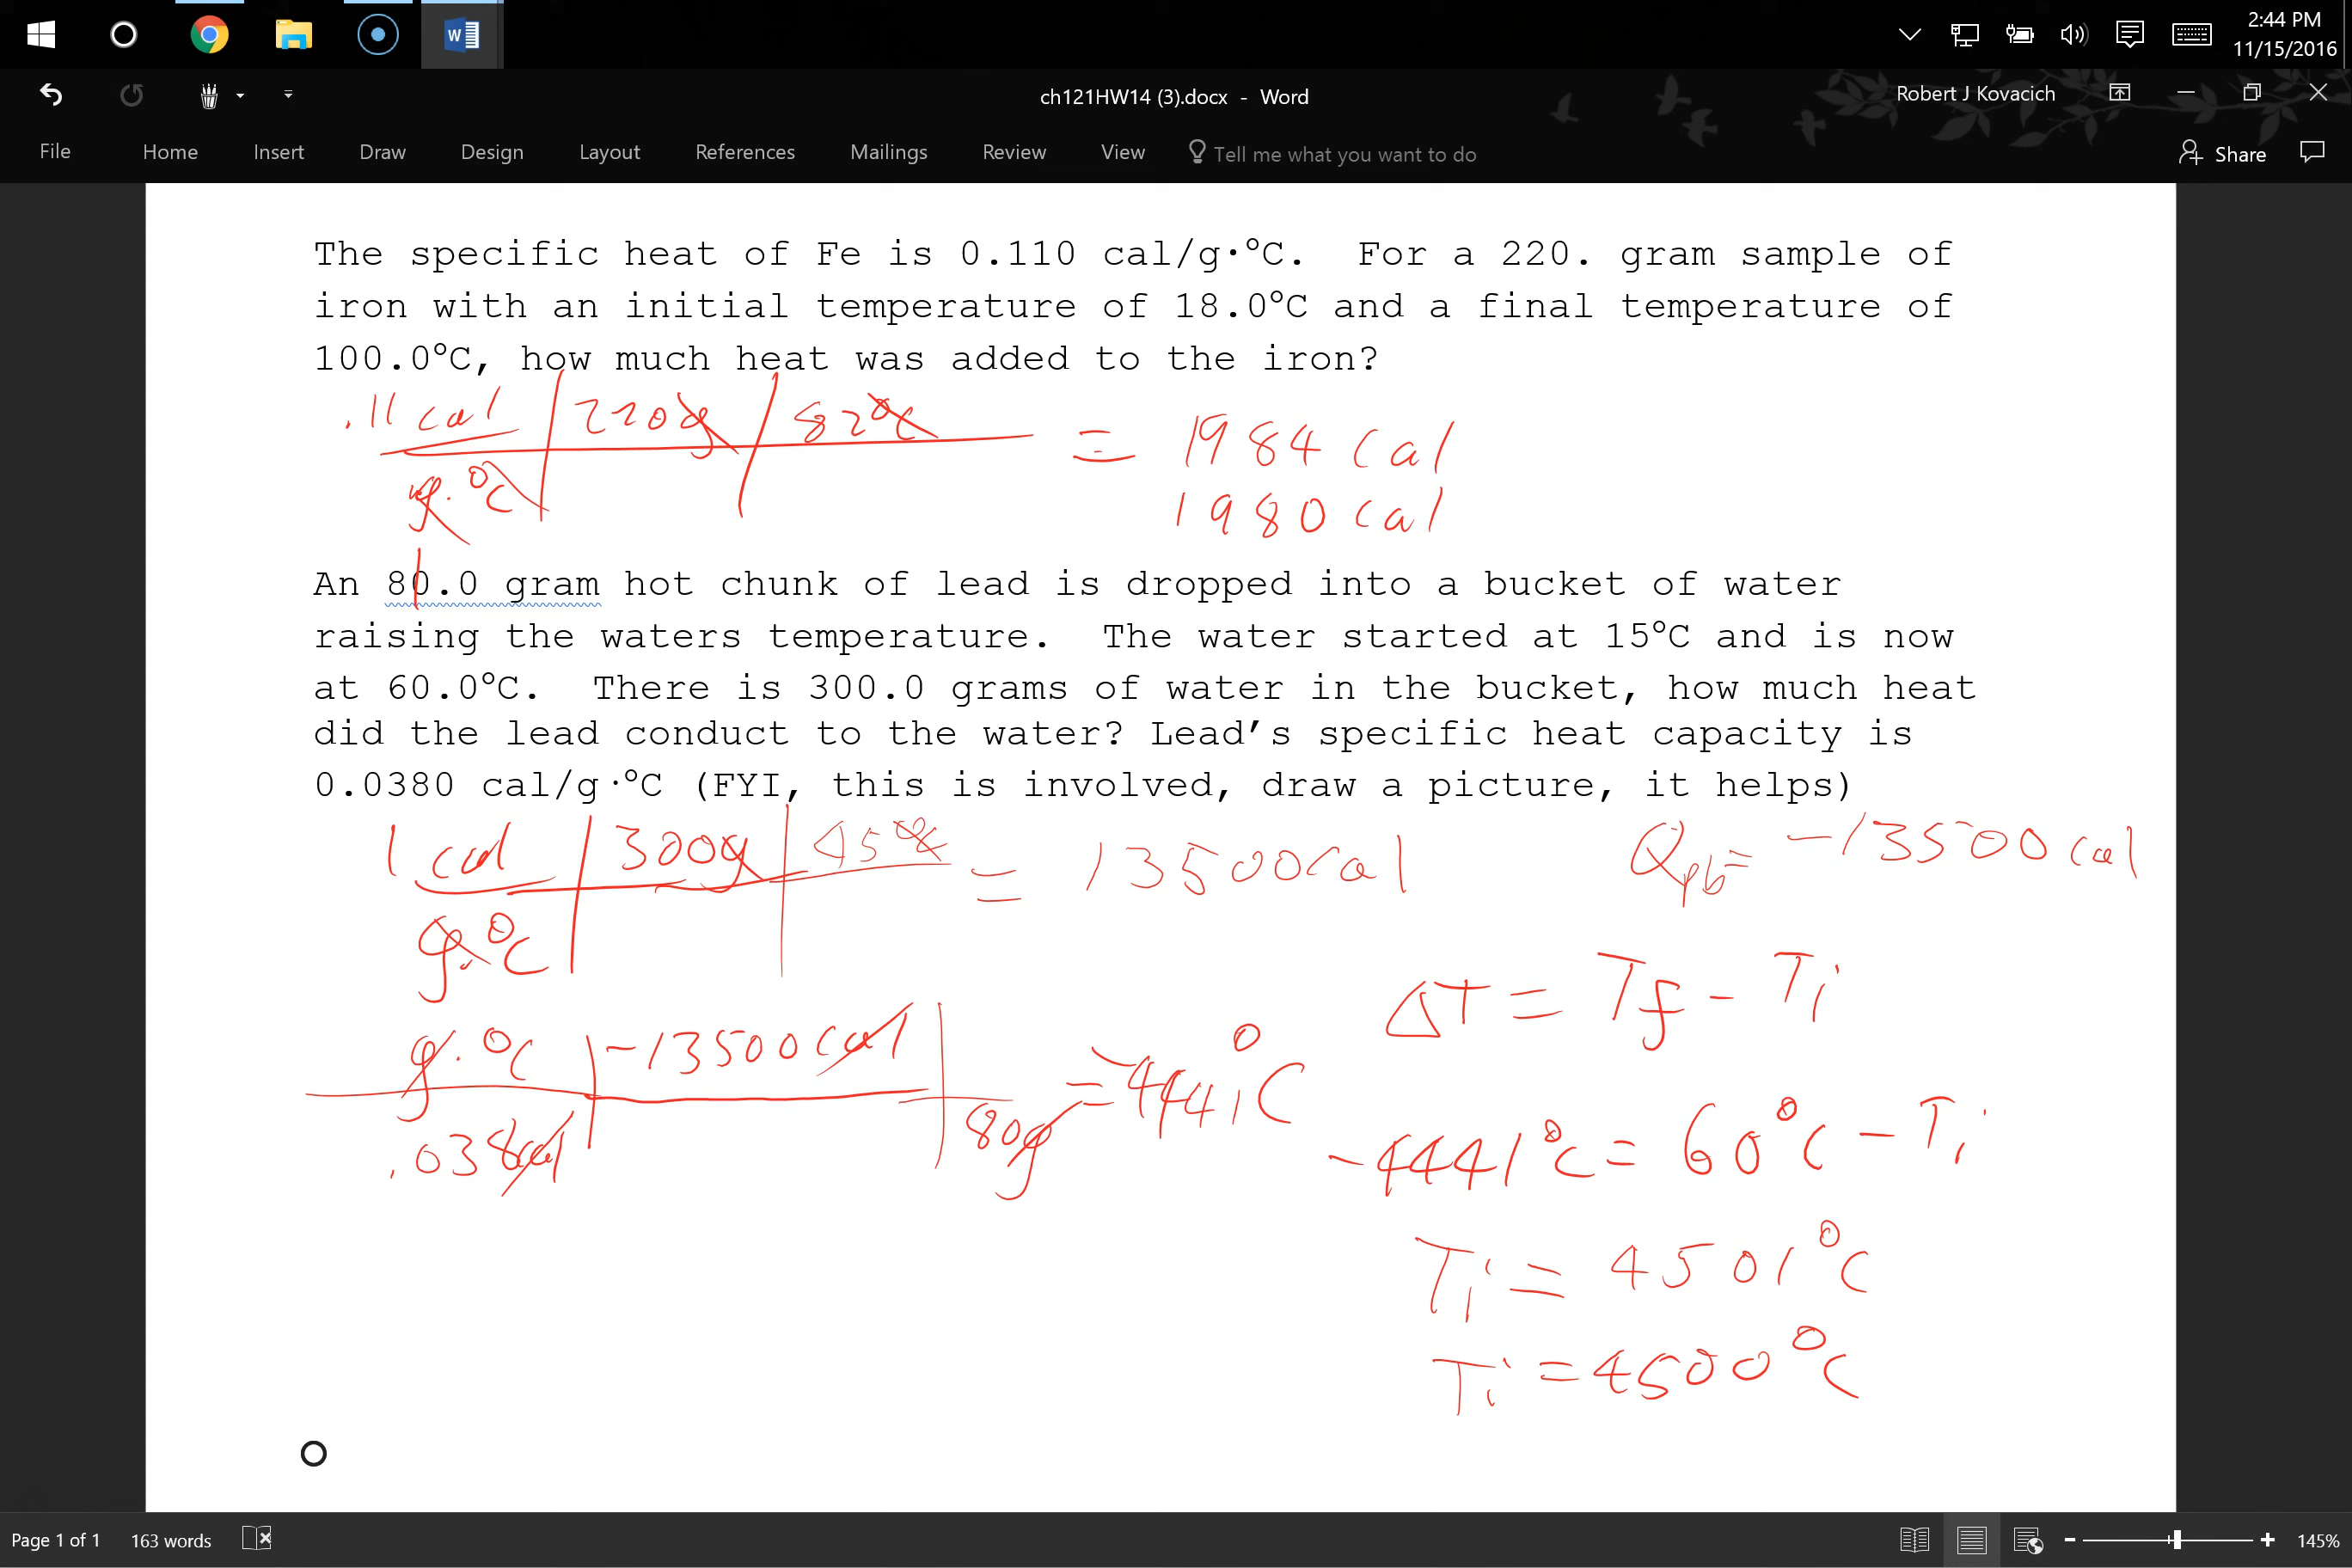 2:44 PM
11/15/2016
ch121HW14 (3).docx - Word
Robert J Kovacich
File Home Insert Draw Design Layout References Mailings Review View Tell me what you want to do Share
The specific heat of Fe is 0.110 cal/g·°C. For a 220. gram sample of
iron with an initial temperature of 18.0°C and a final temperature of
100.0°C, how much heat was added to the iron?
.11 cal | 220g | 82°C = 1984 cal
g·°C
1980 cal
An 80.0 gram hot chunk of lead is dropped into a bucket of water
raising the waters temperature. The water started at 15°C and is now
at 60.0°C. There is 300.0 grams of water in the bucket, how much heat
did the lead conduct to the water? Lead’s specific heat capacity is
0.0380 cal/g·°C (FYI, this is involved, draw a picture, it helps)
1 cal | 300g | 45°C = 13500cal
g·°C
Qpb = -13500 cal
g·°C | -13500cal | = -4441°C
.038cal | 80g
ΔT = Tf - Ti
-4441°C = 60°C - Ti
Ti = 4501°C
Ti = 4500°C
Page 1 of 1 163 words 145%